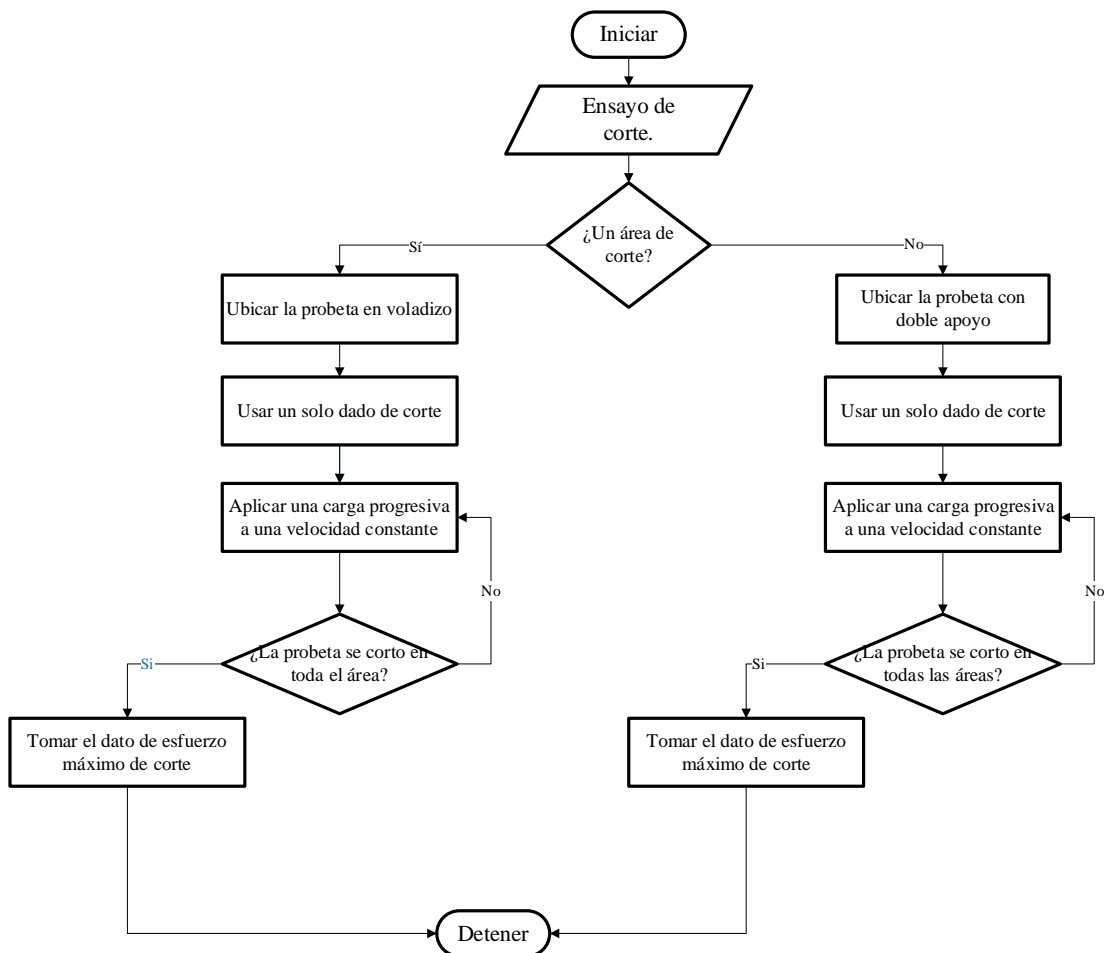 Iniciar
Ensayo de
corte.
¿Un área de
corte?
Sí
No
Ubicar la probeta en voladizo
Ubicar la probeta con
doble apoyo
Usar un solo dado de corte
Usar un solo dado de corte
Aplicar una carga progresiva
a una velocidad constante
Aplicar una carga progresiva
a una velocidad constante
No
No
¿La probeta se corto en
toda el área?
¿La probeta se corto en
todas las áreas?
Si
Si
Tomar el dato de esfuerzo
máximo de corte
Tomar el dato de esfuerzo
máximo de corte
Detener